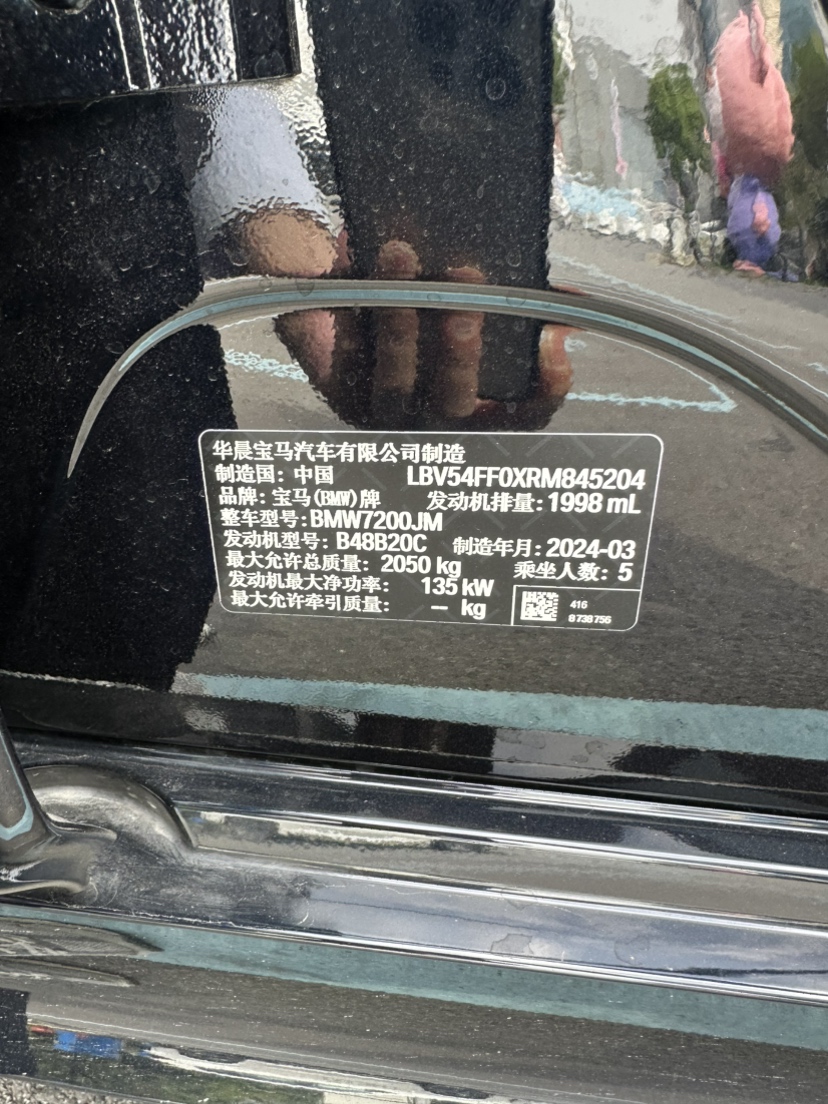 华晨宝马汽车有限公司制造
制造国：中国 LBV54FF0XRM845204
品牌：宝马(BMW)牌 发动机排量：1998 mL
整车型号：BMW7200JM
发动机型号：B48B20C 制造年月：2024-03
最大允许总质量：2050 kg 乘坐人数：5
发动机最大净功率：135 kW
最大允许牵引质量：-- kg
416
8 738 756